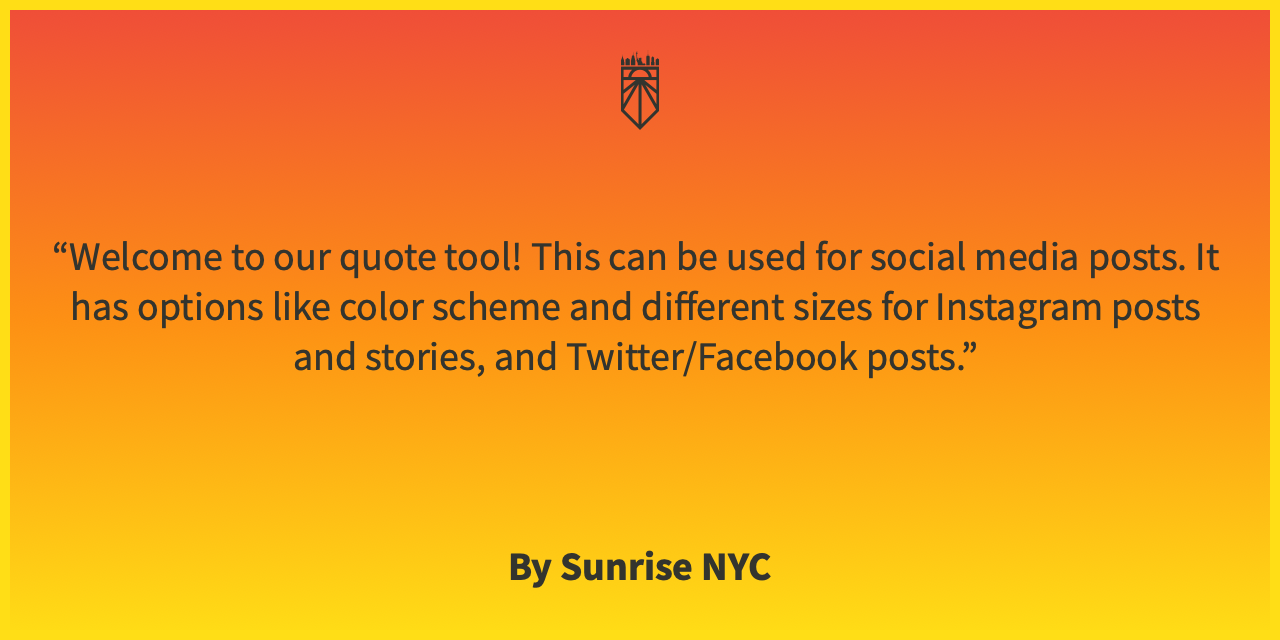 “Welcome to our quote tool! This can be used for social media posts. It
has options like color scheme and different sizes for Instagram posts
and stories, and Twitter/Facebook posts.”
By Sunrise NYC